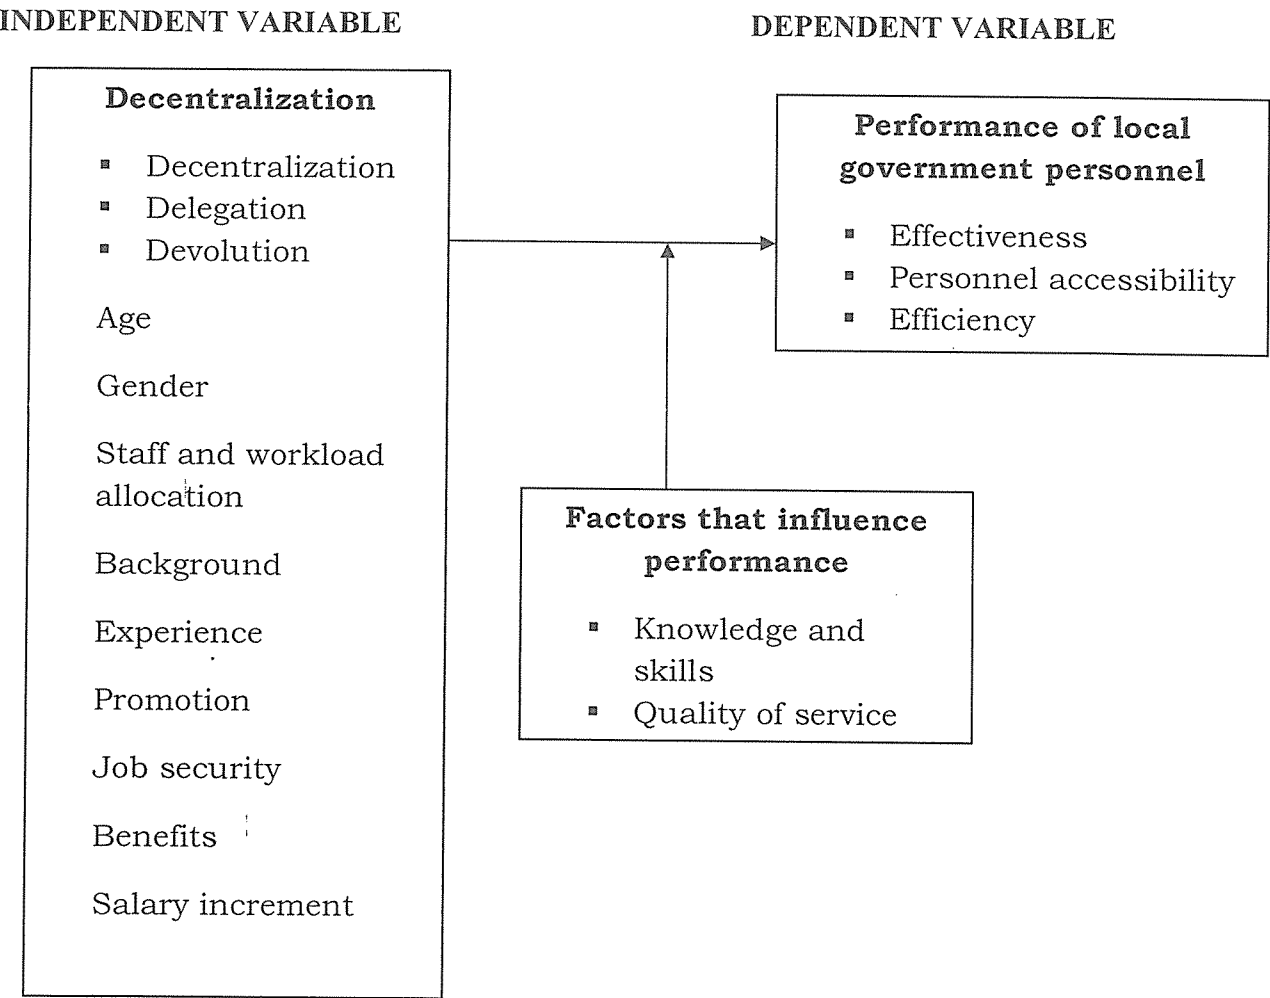 INDEPENDENT VARIABLE
DEPENDENT VARIABLE
Decentralization
▪ Decentralization
▪ Delegation
▪ Devolution
Age
Gender
Staff and workload
allocation
Background
Experience
Promotion
Job security
Benefits
Salary increment
Performance of local
government personnel
▪ Effectiveness
▪ Personnel accessibility
▪ Efficiency
Factors that influence
performance
▪ Knowledge and
skills
▪ Quality of service